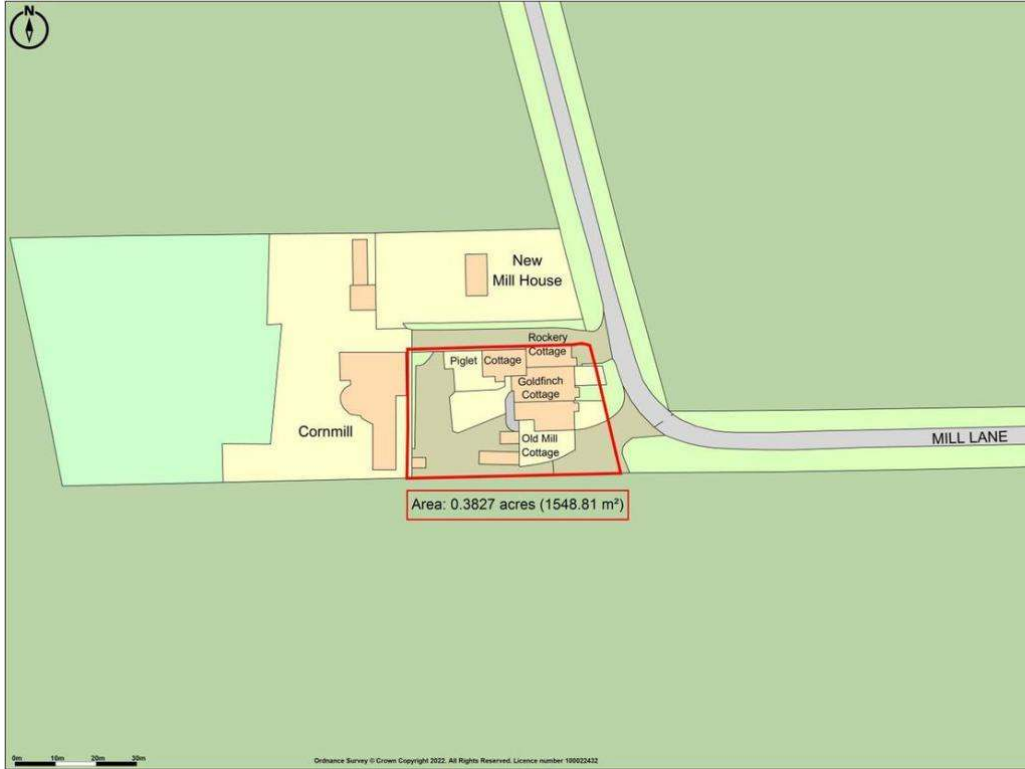 N
New
Mill House
Rockery
Cottage
Piglet Cottage
Goldfinch
Cottage
Cornmill
Old Mill
Cottage
MILL LANE
Area: 0.3827 acres (1548.81 m²)
0m 10m 20m 30m
Ordnance Survey © Crown Copyright 2022. All Rights Reserved. Licence number 100022432